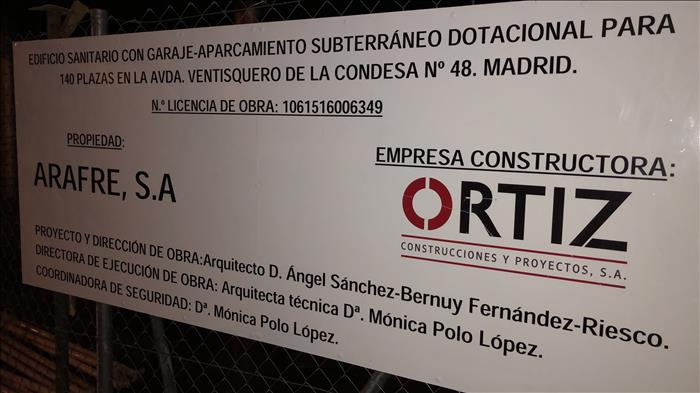 EDIFICIO SANITARIO CON GARAJE-APARCAMIENTO SUBTERRÁNEO DOTACIONAL PARA
140 PLAZAS EN LA AVDA. VENTISQUERO DE LA CONDESA Nº 48. MADRID.
N.º LICENCIA DE OBRA: 1061516006349
PROPIEDAD:
ARAFRE, S.A
EMPRESA CONSTRUCTORA:
ORTIZ
CONSTRUCCIONES Y PROYECTOS, S.A.
PROYECTO Y DIRECCIÓN DE OBRA:Arquitecto D. Ángel Sánchez-Bernuy Fernández-Riesco.
DIRECTORA DE EJECUCIÓN DE OBRA: Arquitecta técnica Dª. Mónica Polo López.
COORDINADORA DE SEGURIDAD: Dª. Mónica Polo López.